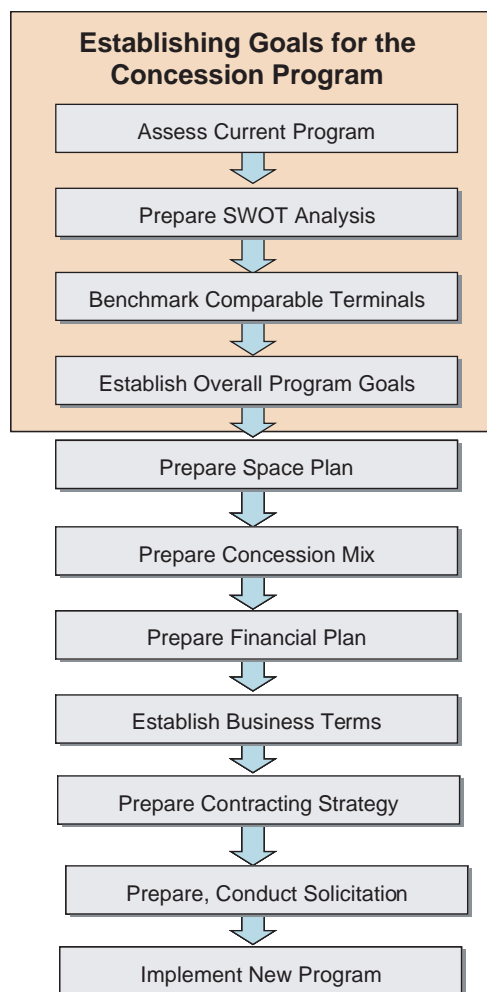 Establishing Goals for the
Concession Program
Assess Current Program
Prepare SWOT Analysis
Benchmark Comparable Terminals
Establish Overall Program Goals
Prepare Space Plan
Prepare Concession Mix
Prepare Financial Plan
Establish Business Terms
Prepare Contracting Strategy
Prepare, Conduct Solicitation
Implement New Program